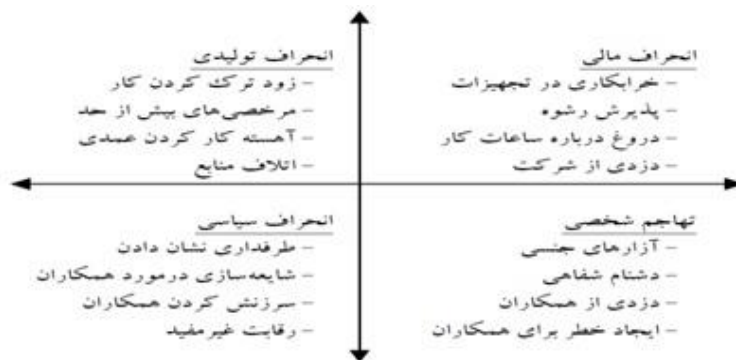 انحراف مالی
– خرابکاری در تجهیزات
– پذیرش رشوه
– دروغ درباره ساعات کار
– دزدی از شرکت
انحراف تولیدی
– زود ترک کردن کار
– مرخصی‌های بیش از حد
– آهسته کار کردن عمدی
– اتلاف منابع
تهاجم شخصی
– آزارهای جنسی
– دشنام شفاهی
– دزدی از همکاران
– ایجاد خطر برای همکاران
انحراف سیاسی
– طرفداری نشان دادن
– شایعه‌سازی درمورد همکاران
– سرزنش کردن همکاران
– رقابت غیرمفید